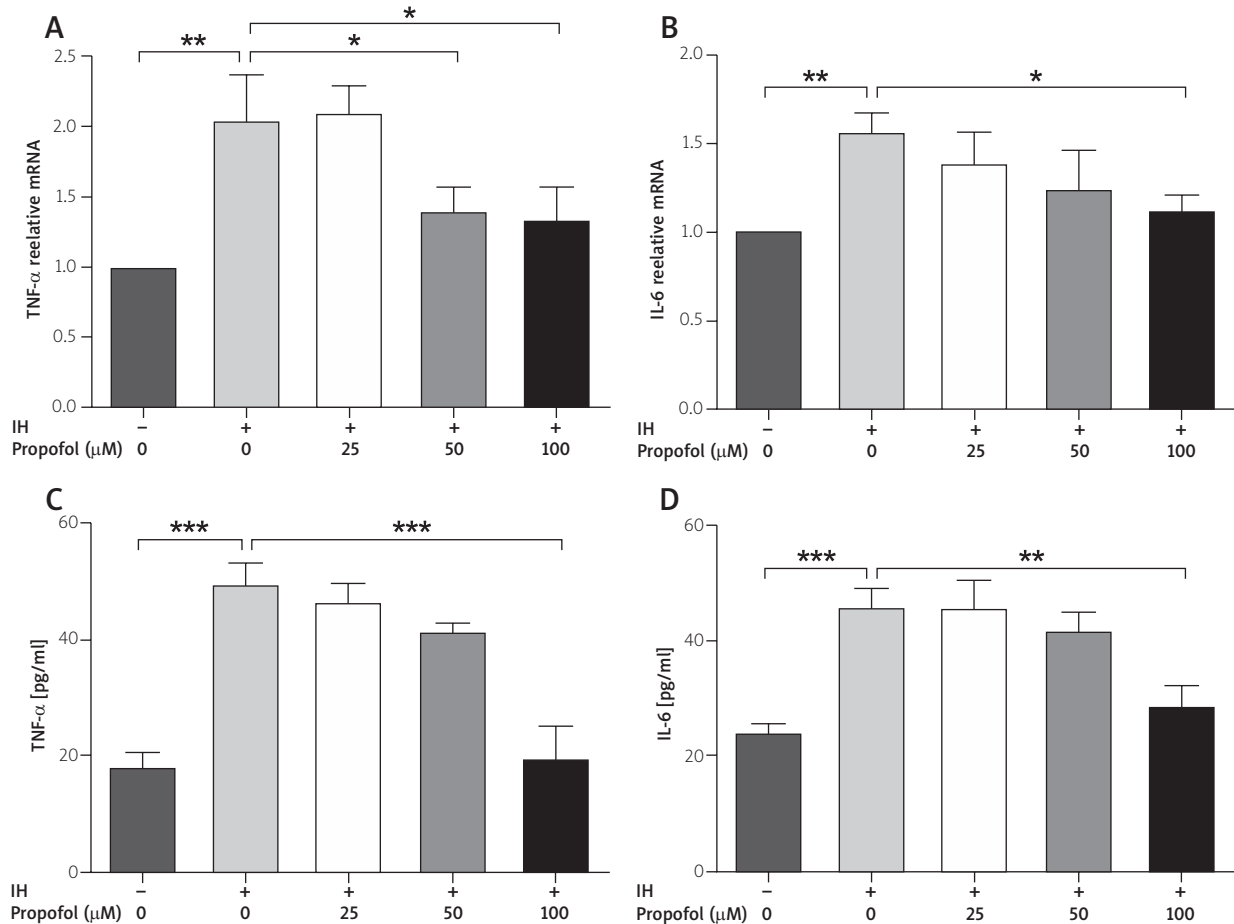 A
** * *
TNF-α reelative mRNA
2.5
2.0
1.5
1.0
0.5
0.0
IH – + + + +
Propofol (μM) 0 0 25 50 100
B
** *
IL-6 reelative mRNA
2.0
1.5
1.0
0.5
0.0
IH – + + + +
Propofol (μM) 0 0 25 50 100
C
*** ***
TNF-α [pg/ml]
60
40
20
0
IH – + + + +
Propofol (μM) 0 0 25 50 100
D
*** **
IL-6 [pg/ml]
60
40
20
0
IH – + + + +
Propofol (μM) 0 0 25 50 100